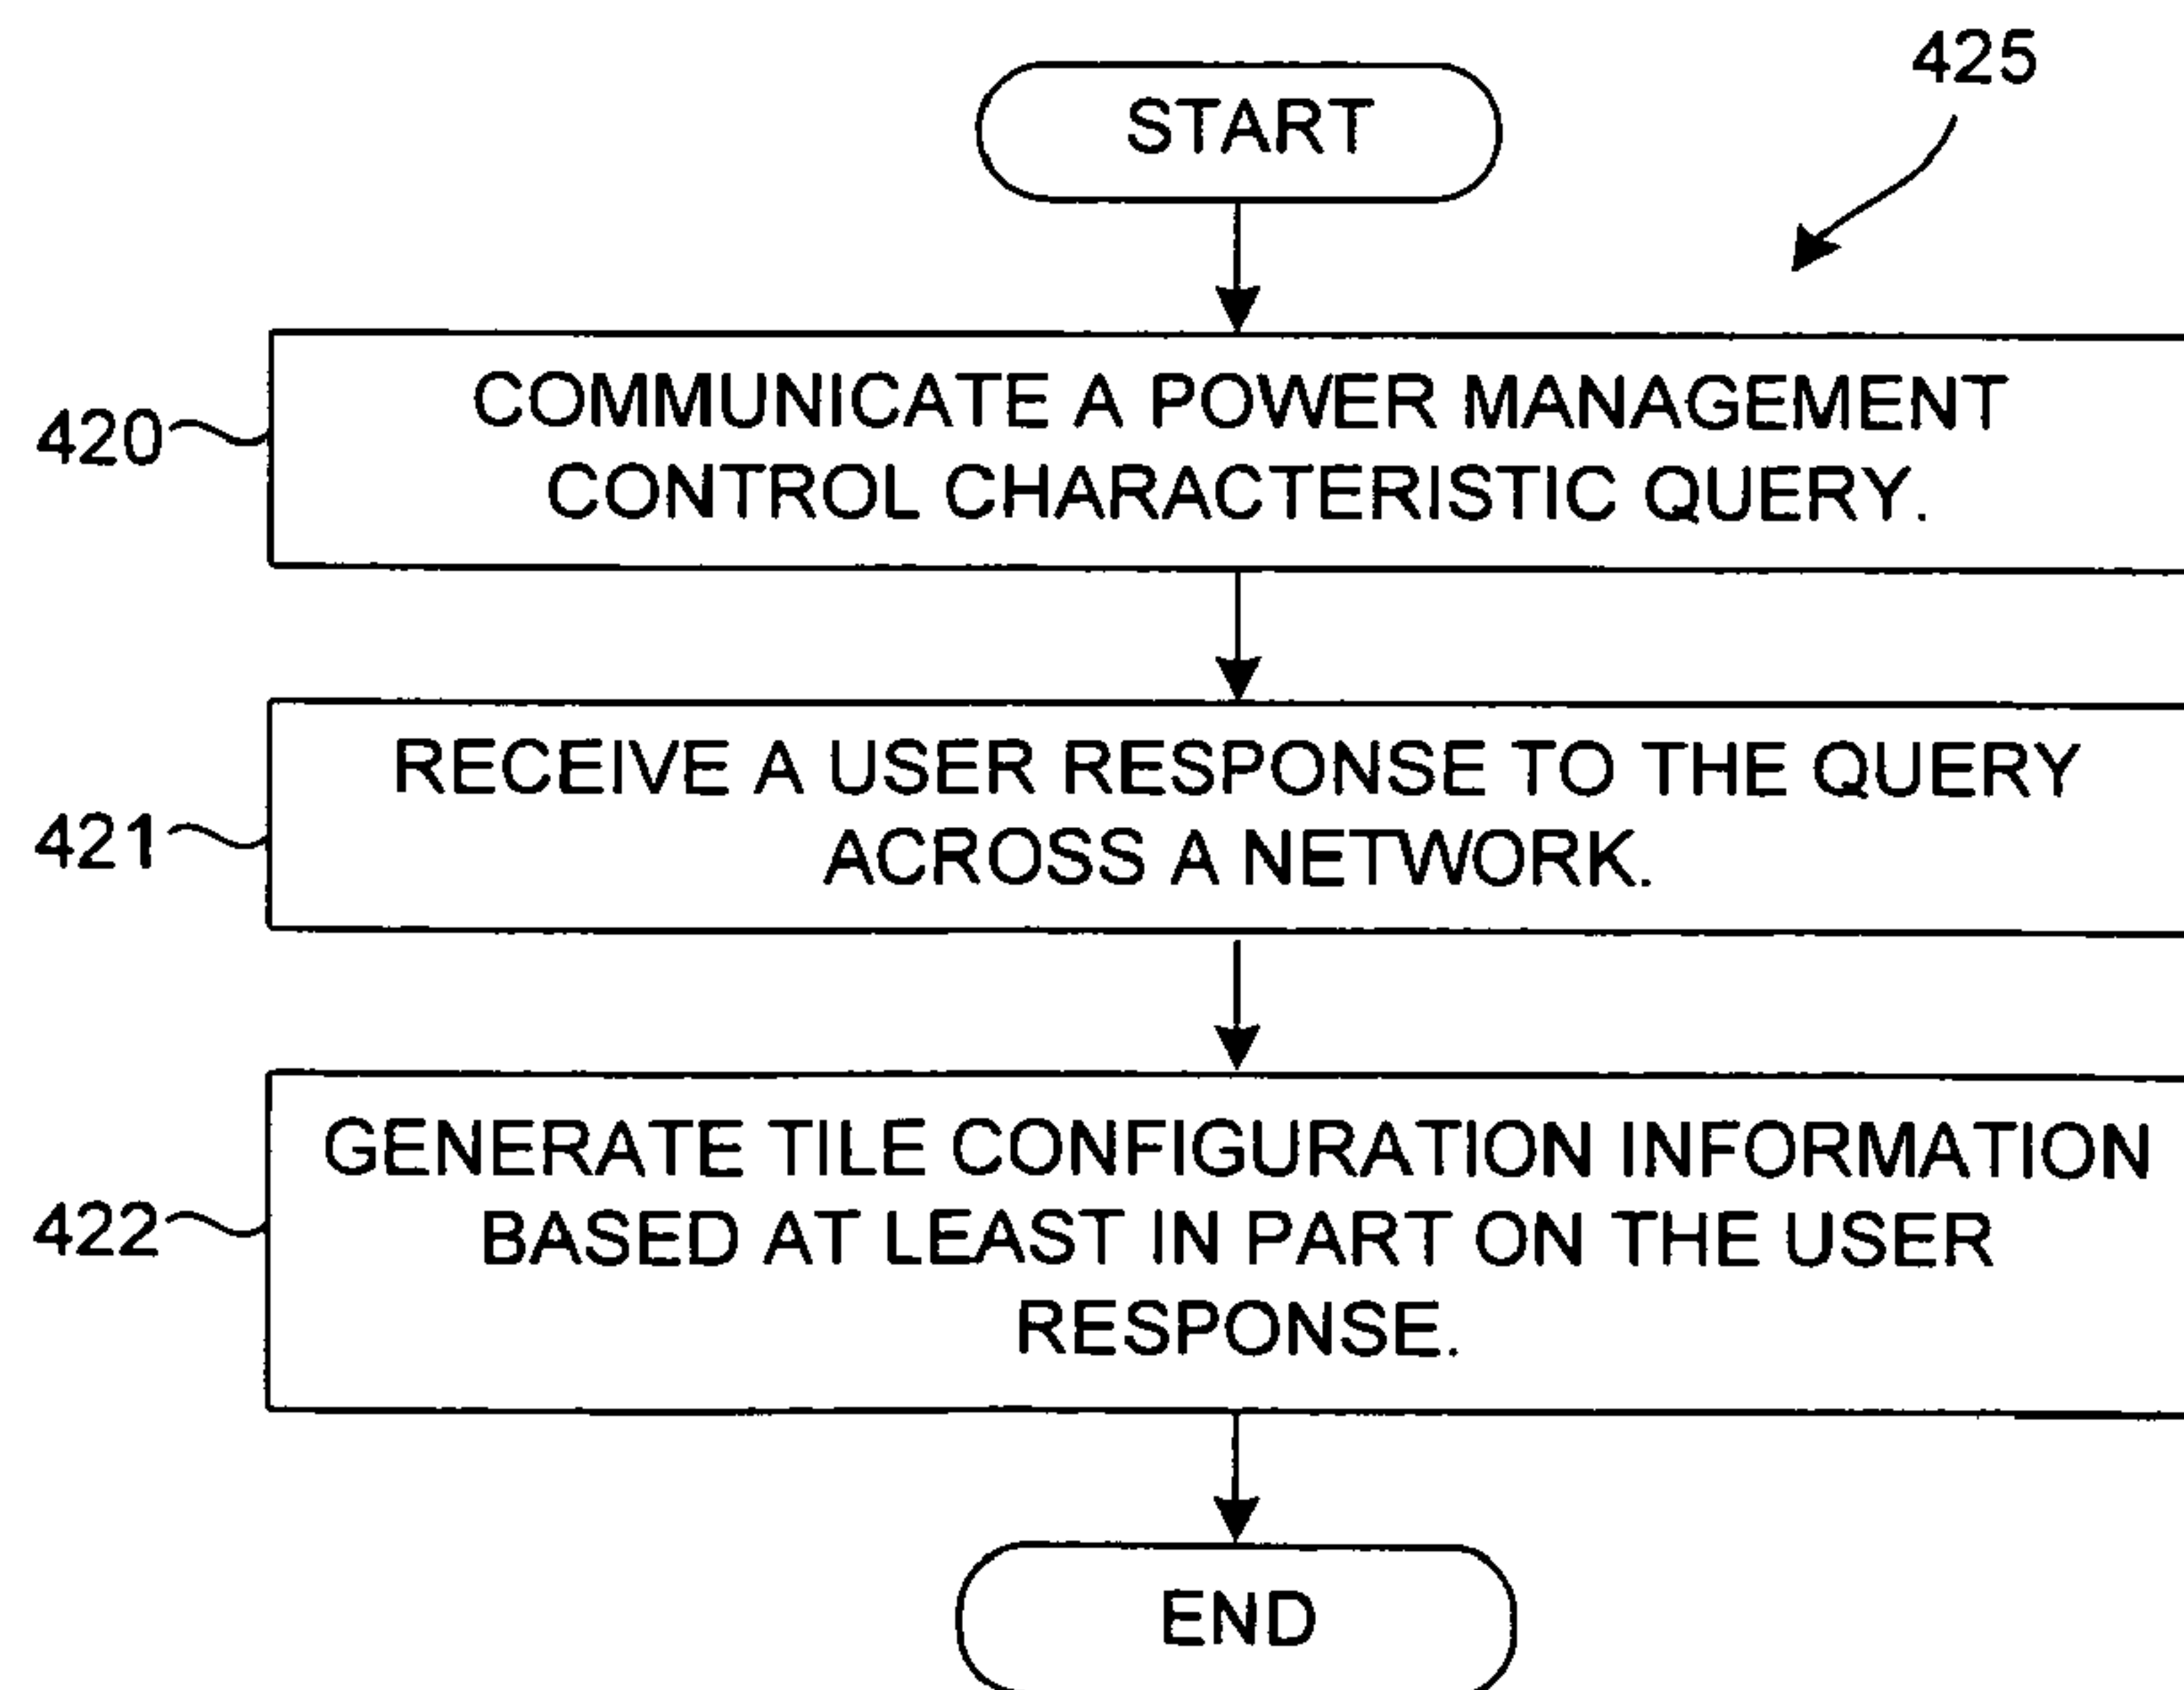 425
START
420
COMMUNICATE A POWER MANAGEMENT
CONTROL CHARACTERISTIC QUERY.
421
RECEIVE A USER RESPONSE TO THE QUERY
ACROSS A NETWORK.
422
GENERATE TILE CONFIGURATION INFORMATION
BASED AT LEAST IN PART ON THE USER
RESPONSE.
END